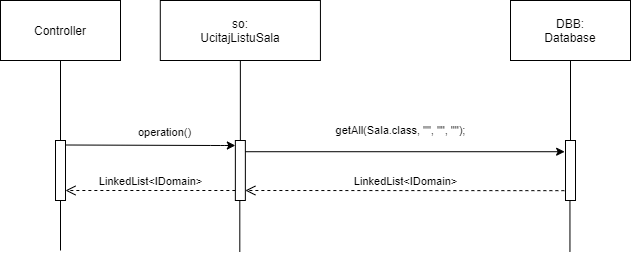 Controller
so:
UcitajListuSala
DBB:
Database
operation()
getAll(Sala.class, "", "", "");
LinkedList<IDomain>
LinkedList<IDomain>